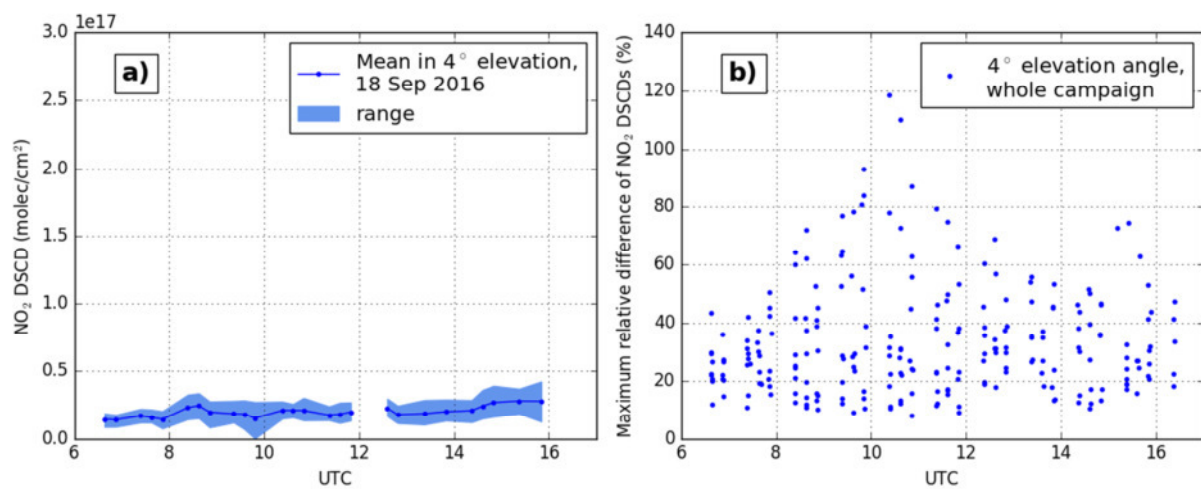 1e17
3.0
2.5
2.0
1.5
1.0
0.5
0.0
6 8 10 12 14 16
UTC
NO₂ DSCD (molec/cm²)
a)
Mean in 4° elevation,
18 Sep 2016
range
140
120
100
80
60
40
20
0
6 8 10 12 14 16
UTC
Maximum relative difference of NO₂ DSCDs (%)
b)
4° elevation angle,
whole campaign